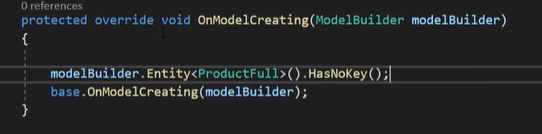 0 references
protected override void OnModelCreating(ModelBuilder modelBuilder)
{
modelBuilder.Entity<ProductFull>().HasNoKey();
base.OnModelCreating(modelBuilder);
}